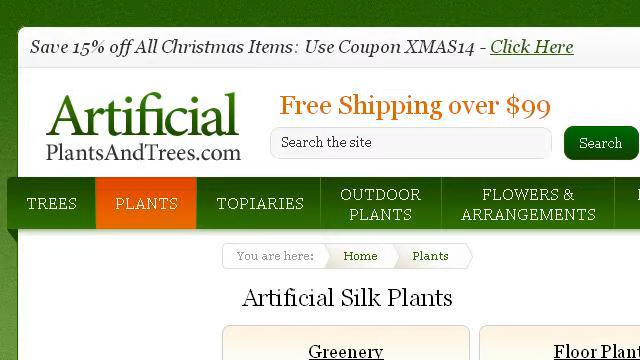 Save 15% off All Christmas Items: Use Coupon XMAS14 - Click Here
Artificial
PlantsAndTrees.com
Free Shipping over $99
Search the site
Search
TREES
PLANTS
TOPIARIES
OUTDOOR
PLANTS
FLOWERS &
ARRANGEMENTS
You are here:
Home
Plants
Artificial Silk Plants
Greenery
Floor Plant